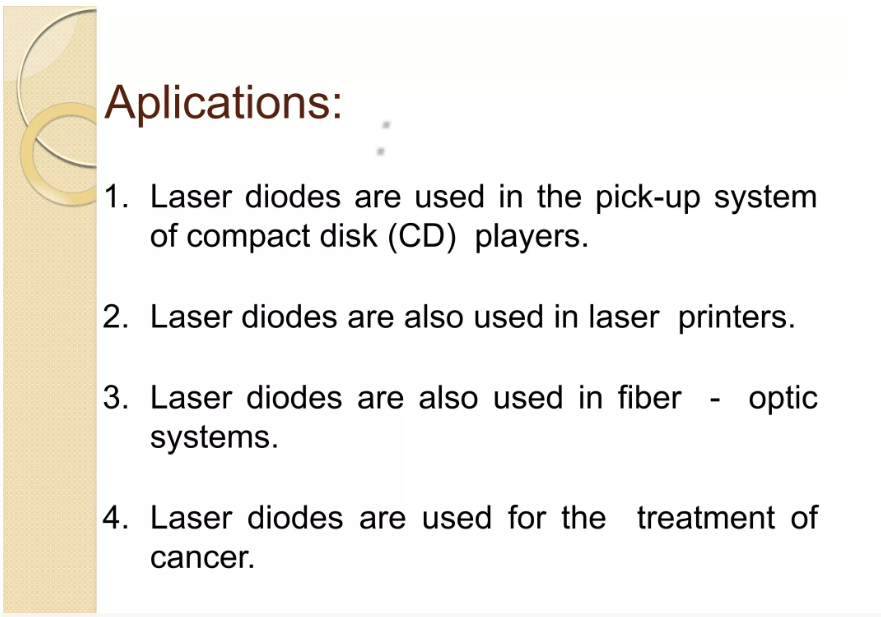 Aplications:
1. Laser diodes are used in the pick-up system
of compact disk (CD) players.
2. Laser diodes are also used in laser printers.
3. Laser diodes are also used in fiber - optic
systems.
4. Laser diodes are used for the treatment of
cancer.